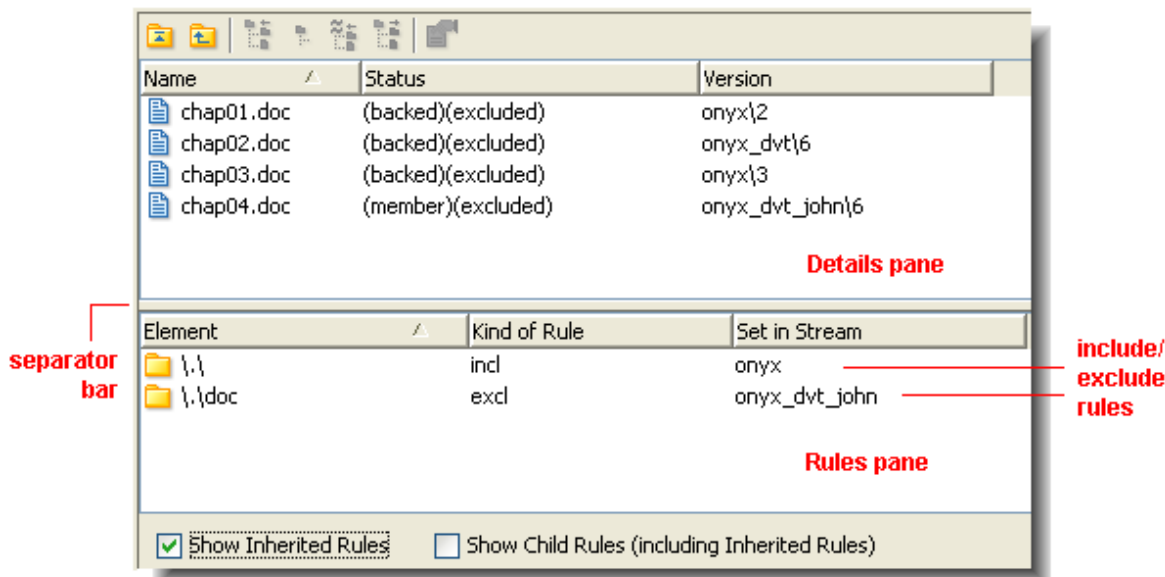 Name Status Version
chap01.doc (backed)(excluded) onyx\2
chap02.doc (backed)(excluded) onyx_dvt\6
chap03.doc (backed)(excluded) onyx\3
chap04.doc (member)(excluded) onyx_dvt_john\6
Details pane
separator
bar
Element Kind of Rule Set in Stream
\.\ incl onyx
\.\doc excl onyx_dvt_john
include/
exclude
rules
Rules pane
Show Inherited Rules Show Child Rules (including Inherited Rules)